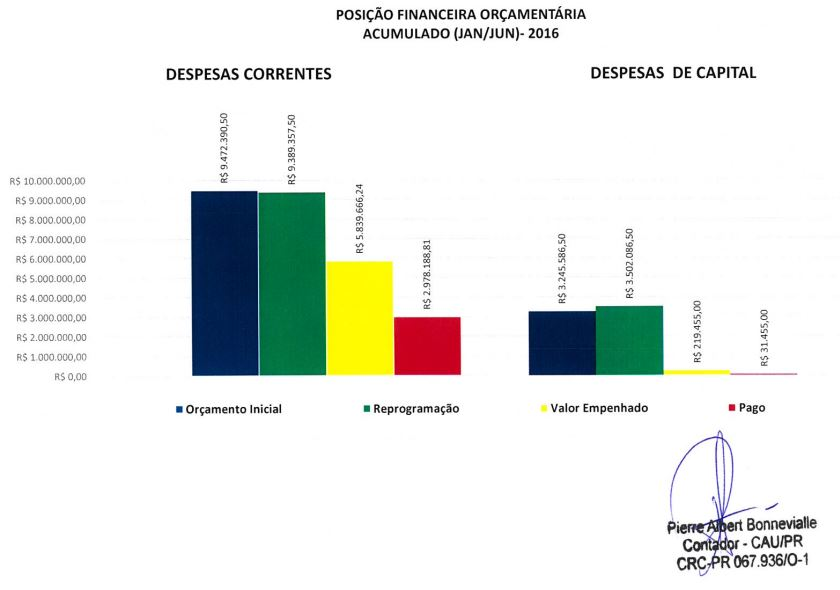 POSIÇÃO FINANCEIRA ORÇAMENTÁRIA
ACUMULADO (JAN/JUN)- 2016
DESPESAS CORRENTES
DESPESAS DE CAPITAL
R$ 9.472.390,50
R$ 9.389.357,50
R$ 5.839.666,24
R$ 2.978.188,81
R$ 3.245.586,50
R$ 3.502.086,50
R$ 219.455,00
R$ 31.455,00
R$ 10.000.000,00
R$ 9.000.000,00
R$ 8.000.000,00
R$ 7.000.000,00
R$ 6.000.000,00
R$ 5.000.000,00
R$ 4.000.000,00
R$ 3.000.000,00
R$ 2.000.000,00
R$ 1.000.000,00
R$ 0,00
Orçamento Inicial
Reprogramação
Valor Empenhado
Pago
Pierre Albert Bonnevialle
Contador - CAU/PR
CRC-PR 067.936/O-1